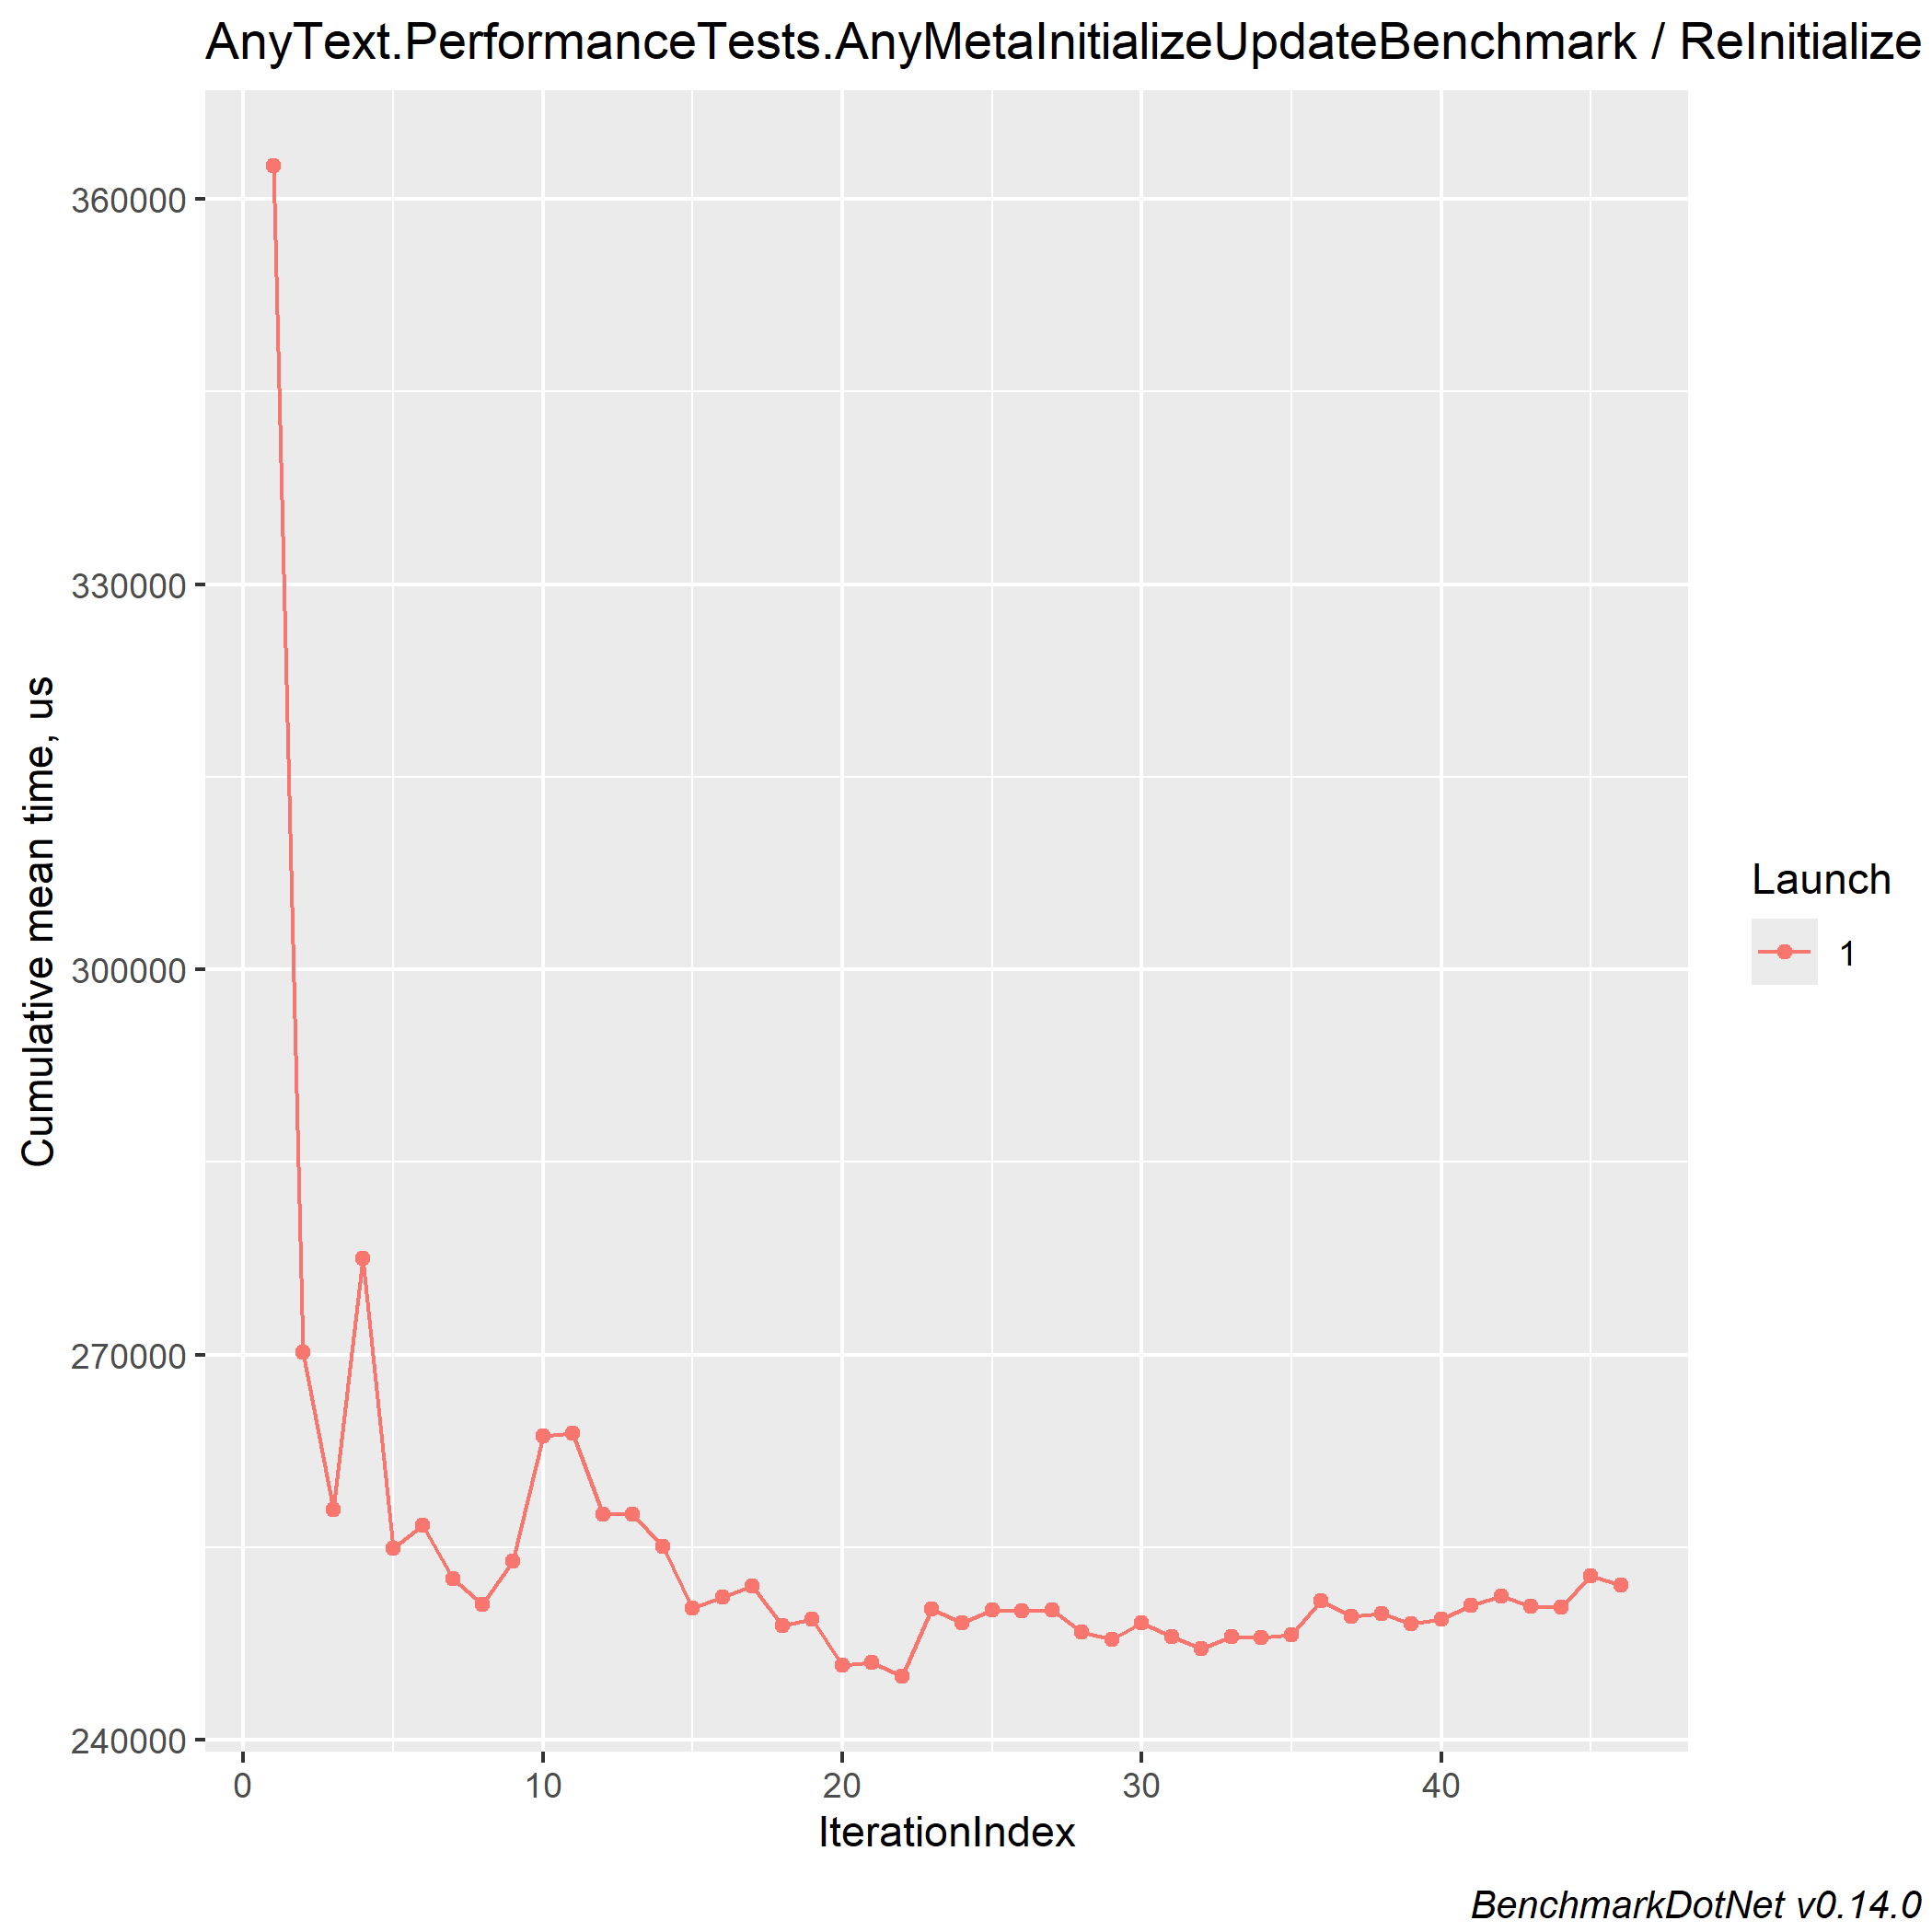 AnyText.PerformanceTests.AnyMetaInitializeUpdateBenchmark / ReInitialize
360000
330000
300000
270000
240000
Cumulative mean time, us
0 10 20 30 40
IterationIndex
Launch
1
BenchmarkDotNet v0.14.0